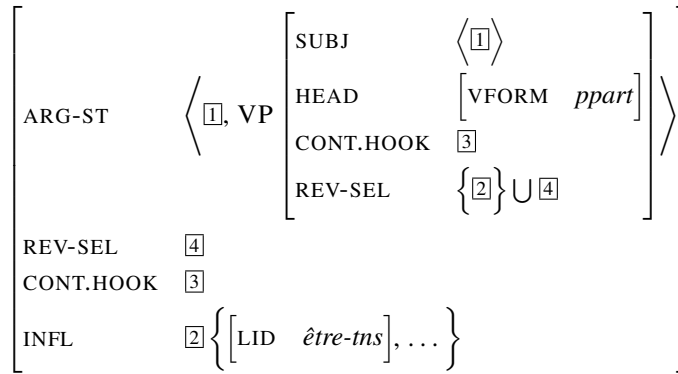 SUBJ ⟨[1]⟩
ARG-ST ⟨[1], VP HEAD [VFORM ppart]⟩
CONT.HOOK [3]
REV-SEL {[2]} ⋃ [4]
REV-SEL [4]
CONT.HOOK [3]
INFL [2]{[LID être-tns], ...}